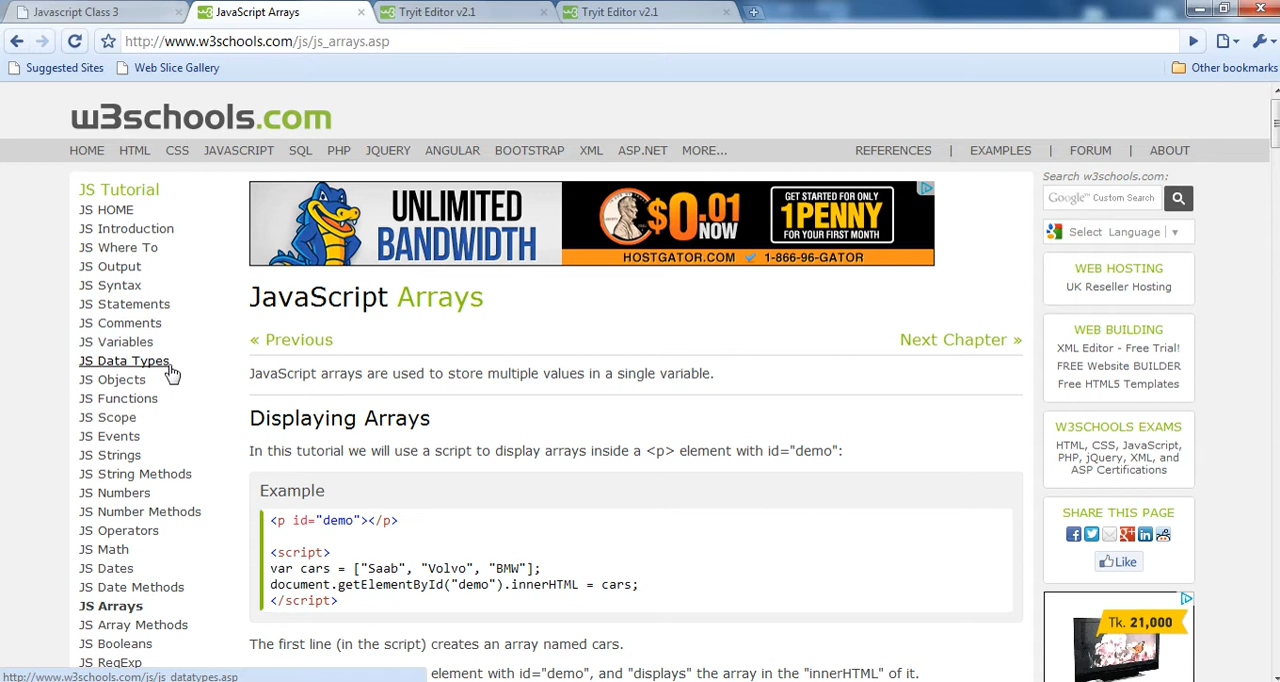 Javascript Class 3
JavaScript Arrays
Tryit Editor v2.1
Tryit Editor v2.1
http://www.w3schools.com/js/js_arrays.asp
Suggested Sites
Web Slice Gallery
Other bookmarks
w3schools.com
HOME HTML CSS JAVASCRIPT SQL PHP JQUERY ANGULAR BOOTSTRAP XML ASP.NET MORE... REFERENCES | EXAMPLES | FORUM | ABOUT
JS Tutorial
JS HOME
JS Introduction
JS Where To
JS Output
JS Syntax
JS Statements
JS Comments
JS Variables
JS Data Types
JS Objects
JS Functions
JS Scope
JS Events
JS Strings
JS String Methods
JS Numbers
JS Number Methods
JS Operators
JS Math
JS Dates
JS Date Methods
JS Arrays
JS Array Methods
JS Booleans
JS RegExp
http://www.w3schools.com/js/js_datatypes.asp
UNLIMITED
BANDWIDTH
$0.01
NOW
GET STARTED FOR ONLY
1PENNY
FOR YOUR FIRST MONTH
HOSTGATOR.COM 1-866-96-GATOR
JavaScript Arrays
« Previous
Next Chapter »
JavaScript arrays are used to store multiple values in a single variable.
Displaying Arrays
In this tutorial we will use a script to display arrays inside a <p> element with id="demo":
Example
<p id="demo"></p>
<script>
var cars = ["Saab", "Volvo", "BMW"];
document.getElementById("demo").innerHTML = cars;
</script>
The first line (in the script) creates an array named cars.
element with id="demo", and "displays" the array in the "innerHTML" of it.
Search w3schools.com:
Google™ Custom Search
Select Language
WEB HOSTING
UK Reseller Hosting
WEB BUILDING
XML Editor - Free Trial!
FREE Website BUILDER
Free HTML5 Templates
W3SCHOOLS EXAMS
HTML, CSS, JavaScript,
PHP, jQuery, XML, and
ASP Certifications
SHARE THIS PAGE
Like
Tk. 21,000